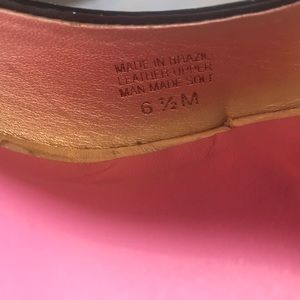 MADE IN BRAZIL
LEATHER UPPER
MAN MADE SOLE
6 ½ M